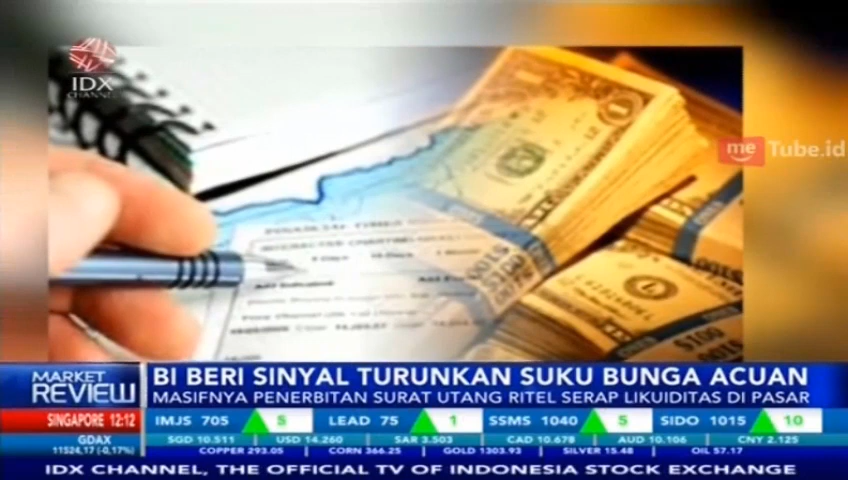 IDX
CHANNEL
me Tube.id
1
$100
$100
MARKET
REVIEW
BI BERI SINYAL TURUNKAN SUKU BUNGA ACUAN
MASIFNYA PENERBITAN SURAT UTANG RITEL SERAP LIKUIDITAS DI PASAR
SINGAPORE 12:12
IMJS 705 5 LEAD 75 1 SSMS 1040 5 SIDO 1015 10
GDAX
11524,17 (-0,17%)
SGD 10.511 USD 14.260 SAR 3.503 CAD 10.678 AUD 10.106 CNY 2.125
COPPER 293.05 CORN 366.25 GOLD 1303.93 SILVER 15.48 OIL 57.17
IDX CHANNEL, THE OFFICIAL TV OF INDONESIA STOCK EXCHANGE